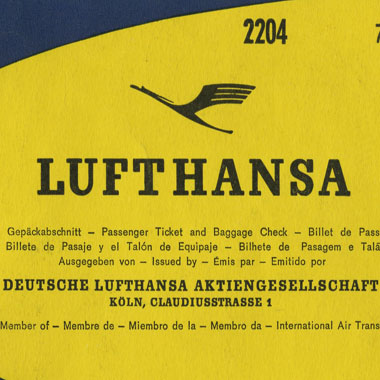 2204 7
LUFTHANSA
Gepäckabschnitt – Passenger Ticket and Baggage Check – Billet de Pass
Billete de Pasaje y el Talón de Equipaje – Bilhete de Pasagem e Talã
Ausgegeben von – Issued by – Émis par – Emitido por
DEUTSCHE LUFTHANSA AKTIENGESELLSCHAFT
KÖLN, CLAUDIUSSTRASSE 1
Member of – Membre de – Miembro de la – Membro da – International Air Trans